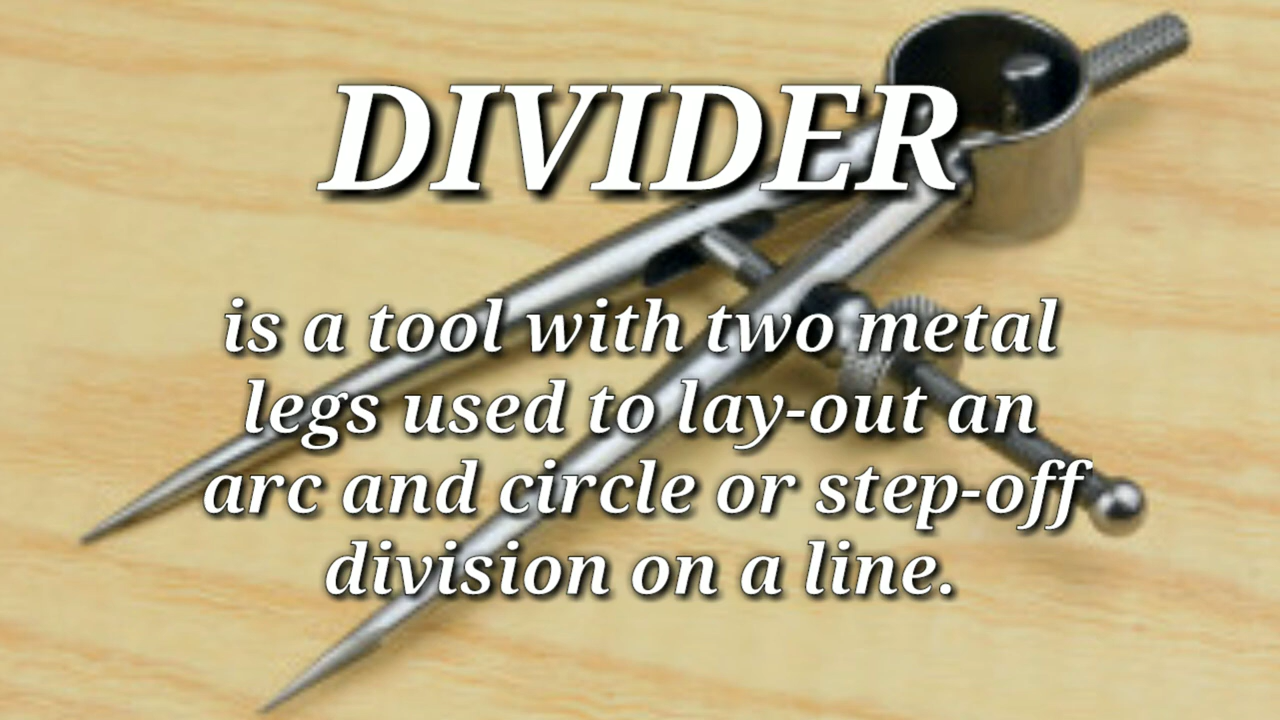 DIVIDER
is a tool with two metal
legs used to lay-out an
arc and circle or step-off
division on a line.